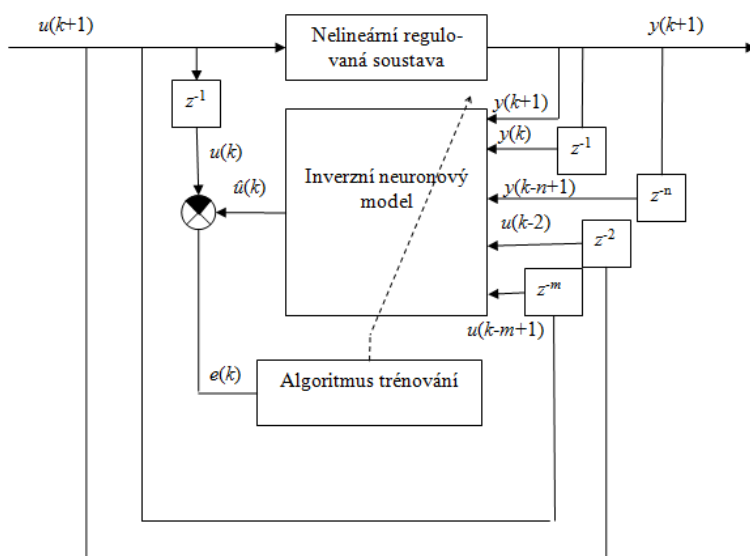 u(k+1)
Nelineární regulo-
vaná soustava
y(k+1)
z-1
y(k+1)
y(k)
z-1
u(k)
Inverzní neuronový
model
û(k)
y(k-n+1)
z-n
u(k-2)
z-2
z-m
u(k-m+1)
e(k)
Algoritmus trénování